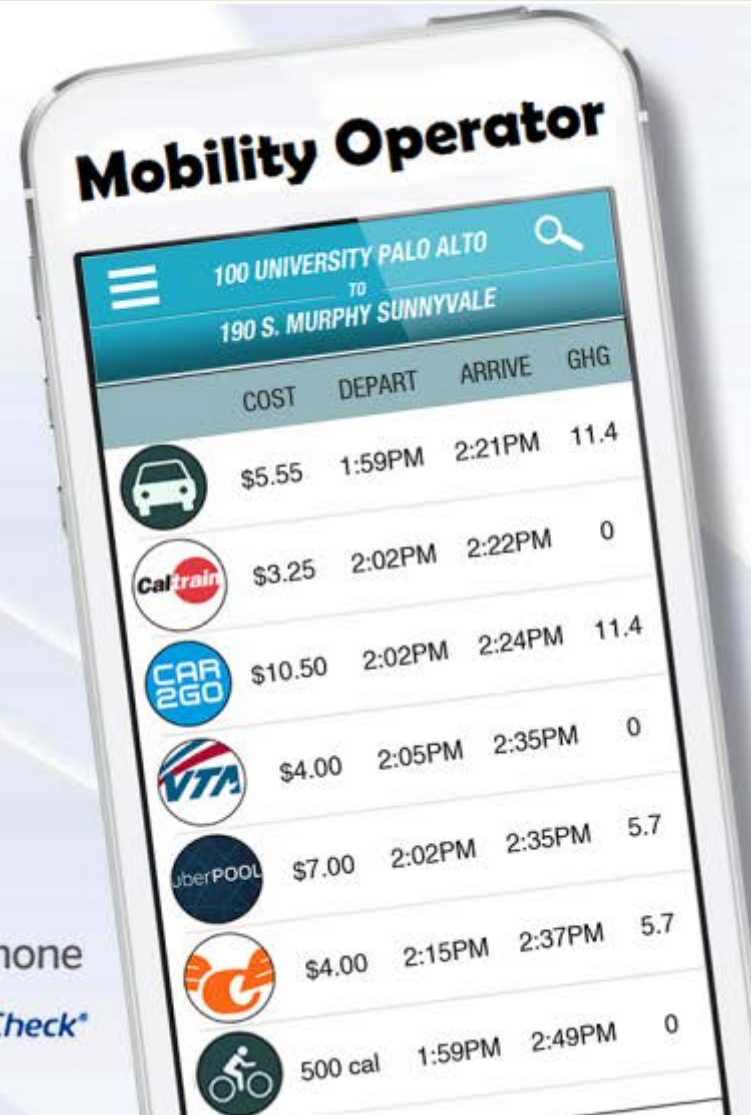 Mobility Operator
100 UNIVERSITY PALO ALTO
TO
190 S. MURPHY SUNNYVALE
COST DEPART ARRIVE GHG
$5.55 1:59PM 2:21PM 11.4
Caltrain $3.25 2:02PM 2:22PM 0
CAR
2GO $10.50 2:02PM 2:24PM 11.4
VTA $4.00 2:05PM 2:35PM 0
uberPOOL $7.00 2:02PM 2:35PM 5.7
$4.00 2:15PM 2:37PM 5.7
500 cal 1:59PM 2:49PM 0